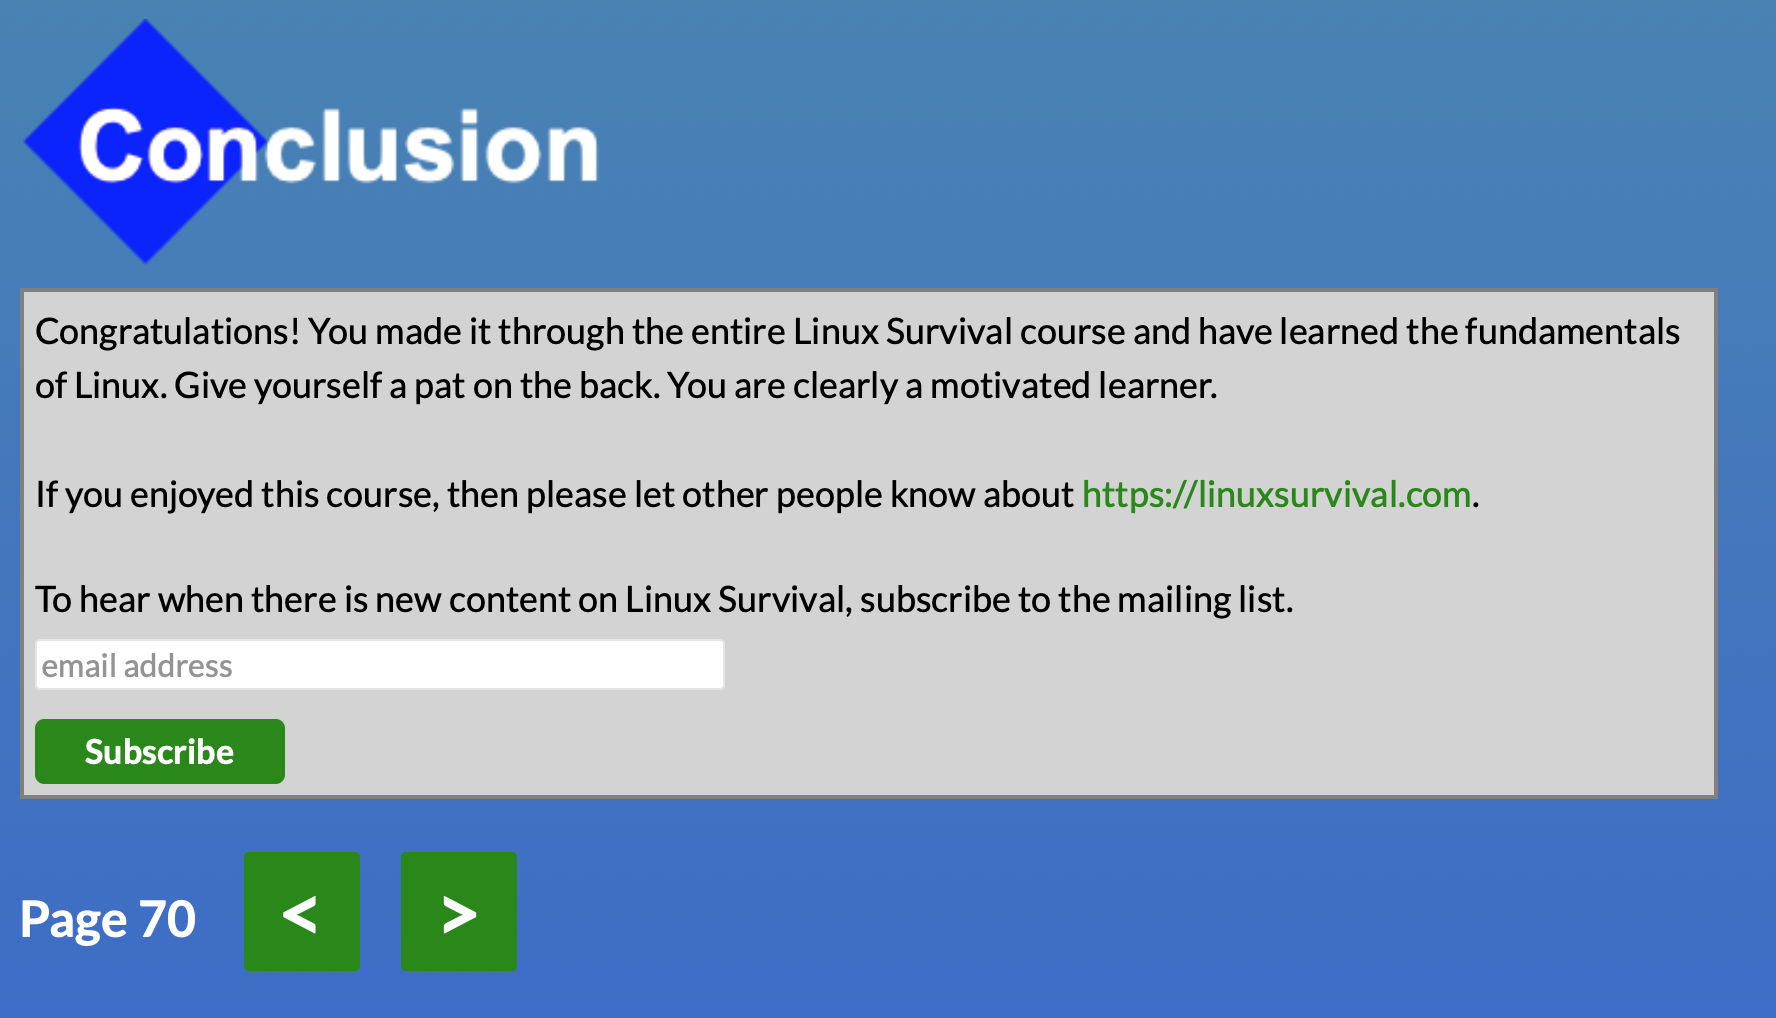 Conclusion
Congratulations! You made it through the entire Linux Survival course and have learned the fundamentals
of Linux. Give yourself a pat on the back. You are clearly a motivated learner.
If you enjoyed this course, then please let other people know about https://linuxsurvival.com.
To hear when there is new content on Linux Survival, subscribe to the mailing list.
email address
Subscribe
Page 70 < >